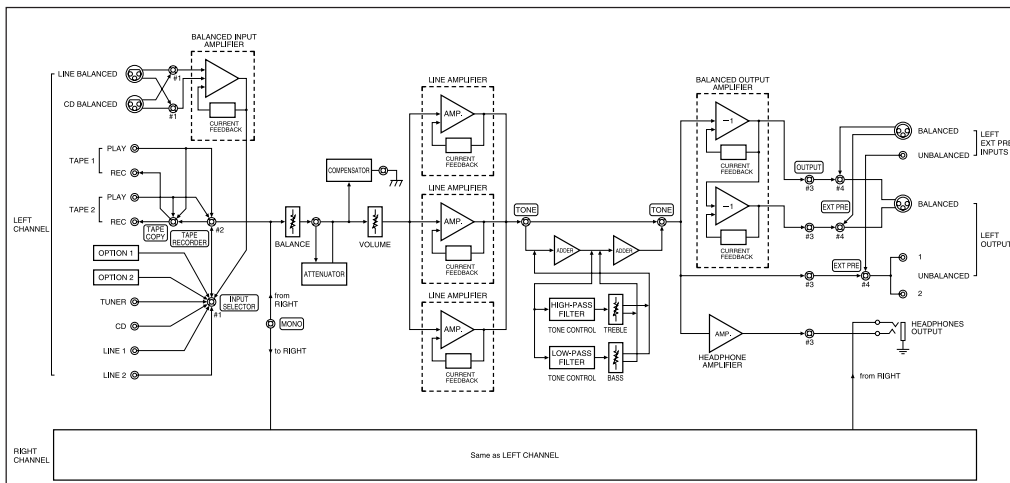 BALANCED INPUT
AMPLIFIER
LINE BALANCED
#1
CD BALANCED
#1
CURRENT
FEEDBACK
TAPE 1
PLAY
REC
TAPE 2
PLAY
REC
TAPE
COPY
TAPE
RECORDER
#2
LEFT
CHANNEL
OPTION 1
OPTION 2
TUNER
CD
LINE 1
LINE 2
INPUT
SELECTOR
#1
from
RIGHT
MONO
to RIGHT
BALANCE
ATTENUATOR
COMPENSATOR
VOLUME
LINE AMPLIFIER
AMP.
CURRENT
FEEDBACK
LINE AMPLIFIER
AMP.
CURRENT
FEEDBACK
LINE AMPLIFIER
AMP.
CURRENT
FEEDBACK
TONE
TONE
ADDER
ADDER
HIGH-PASS
FILTER
TONE CONTROL
TREBLE
LOW-PASS
FILTER
TONE CONTROL
BASS
BALANCED OUTPUT
AMPLIFIER
−1
CURRENT
FEEDBACK
−1
CURRENT
FEEDBACK
OUTPUT
#3
#4
EXT PRE
#3
#4
EXT PRE
#3
#4
BALANCED
UNBALANCED
LEFT
EXT PRE
INPUTS
BALANCED
1
UNBALANCED
2
LEFT
OUTPUT
AMP.
HEADPHONE
AMPLIFIER
#3
HEADPHONES
OUTPUT
from RIGHT
RIGHT
CHANNEL
Same as LEFT CHANNEL